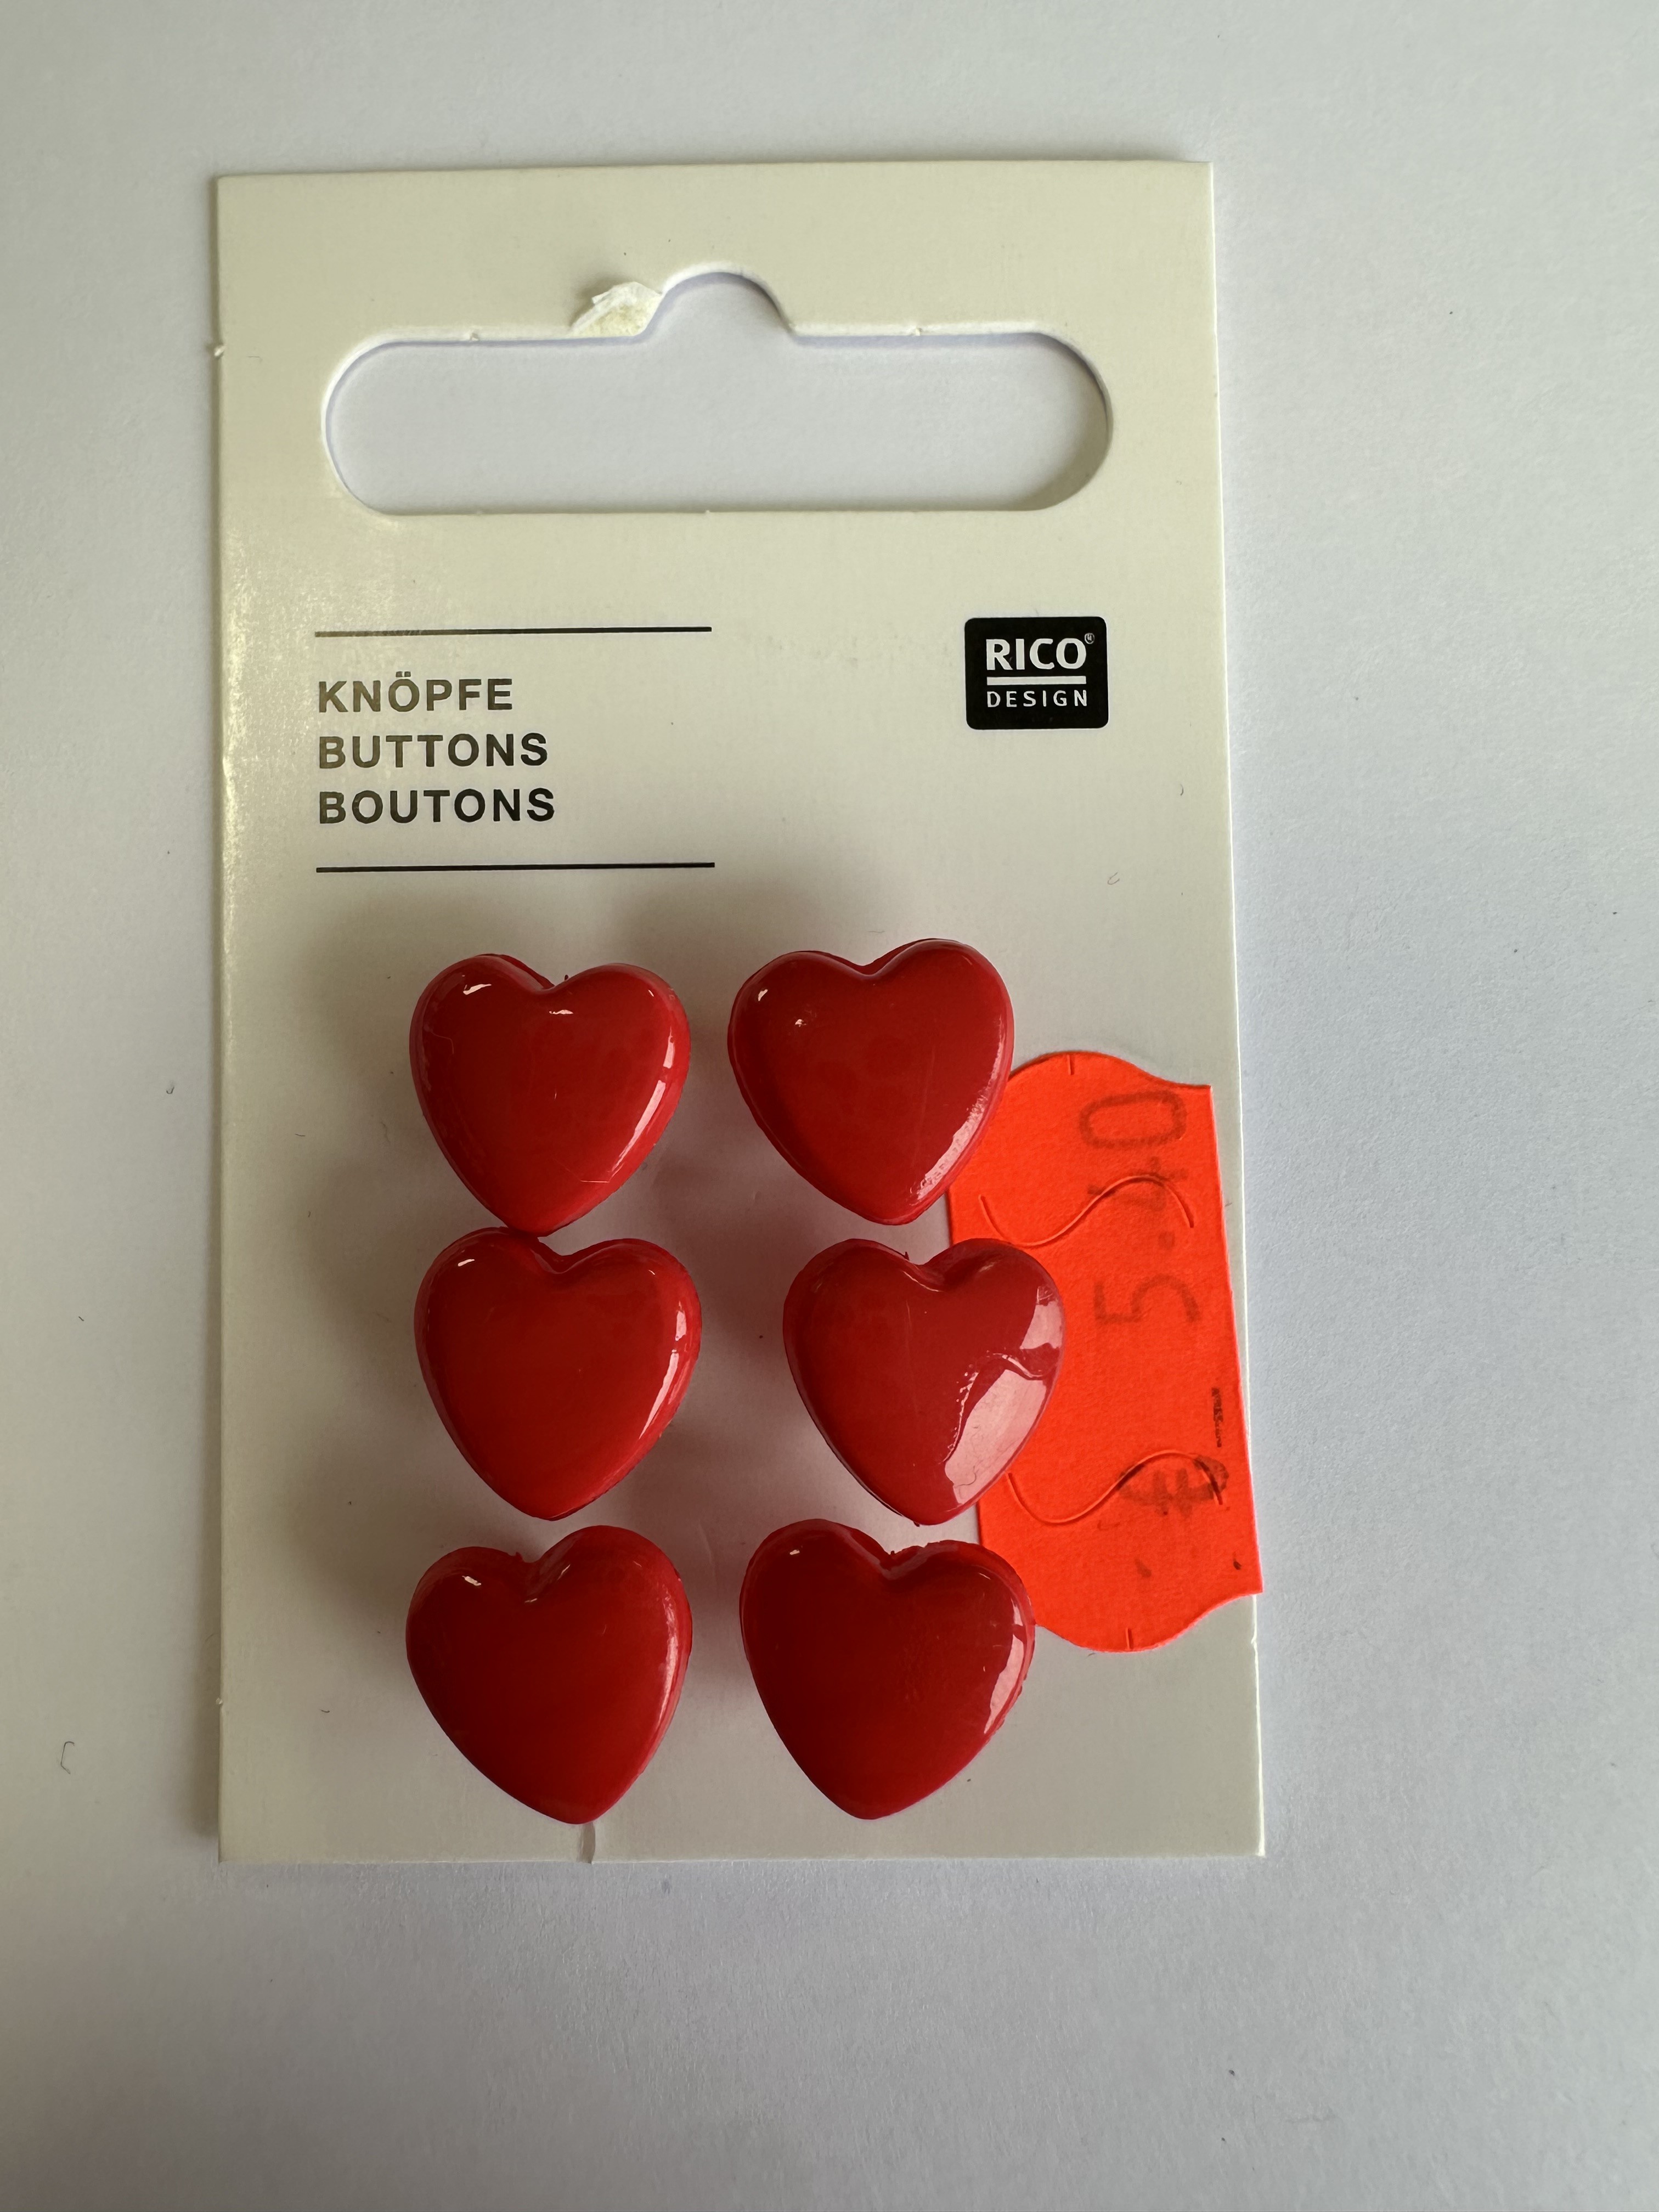 KNÖPFE
BUTTONS
BOUTONS
RICO®
DESIGN
€ 5.40